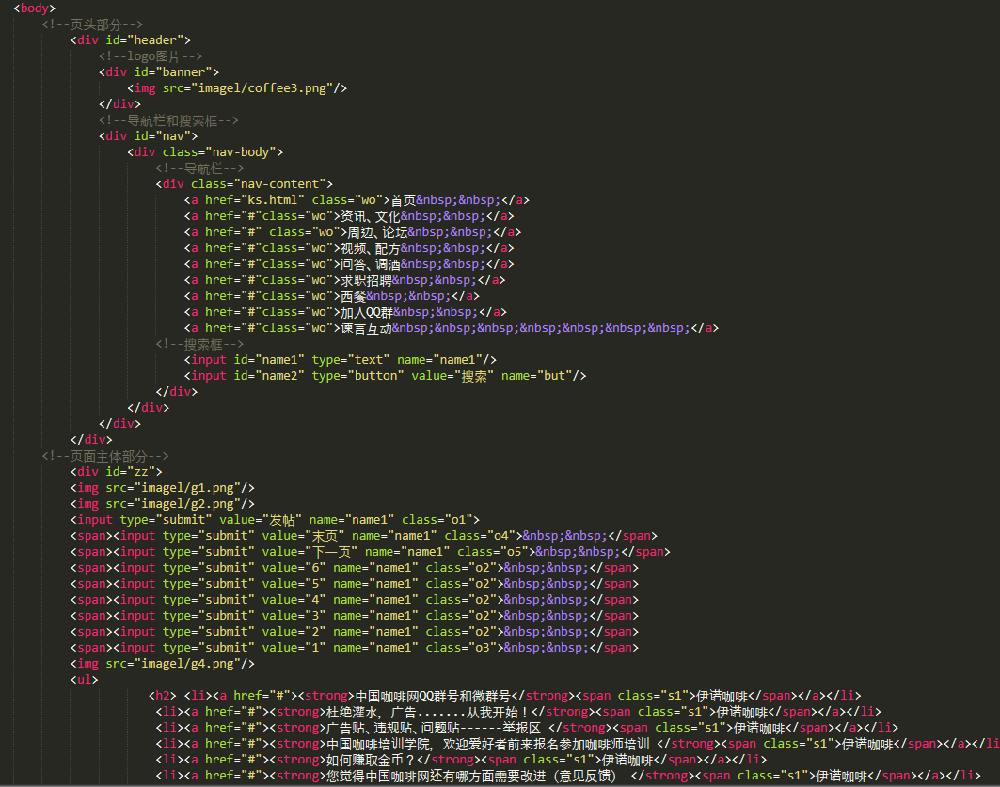 <body>
<!--页头部分-->
<div id="header">
<!--logo图片-->
<div id="banner">
<img src="imagel/coffee3.png"/>
</div>
<!--导航栏和搜索框-->
<div id="nav">
<div class="nav-body">
<!--导航栏-->
<div class="nav-content">
<a href="ks.html" class="wo">首页&nbsp;&nbsp;</a>
<a href="#"class="wo">资讯、文化&nbsp;&nbsp;</a>
<a href="#" class="wo">周边、论坛&nbsp;&nbsp;</a>
<a href="#"class="wo">视频、配方&nbsp;&nbsp;</a>
<a href="#"class="wo">问答、调酒&nbsp;&nbsp;</a>
<a href="#"class="wo">求职招聘&nbsp;&nbsp;</a>
<a href="#"class="wo">西餐&nbsp;&nbsp;</a>
<a href="#"class="wo">加入QQ群&nbsp;&nbsp;</a>
<a href="#"class="wo">谏言互动&nbsp;&nbsp;&nbsp;&nbsp;&nbsp;&nbsp;&nbsp;</a>
<!--搜索框-->
<input id="name1" type="text" name="name1"/>
<input id="name2" type="button" value="搜索" name="but"/>
</div>
</div>
</div>
</div>
<!--页面主体部分-->
<div id="zz">
<img src="imagel/g1.png"/>
<img src="imagel/g2.png"/>
<input type="submit" value="发帖" name="name1" class="o1">
<span><input type="submit" value="末页" name="name1" class="o4">&nbsp;&nbsp;</span>
<span><input type="submit" value="下一页" name="name1" class="o5">&nbsp;&nbsp;</span>
<span><input type="submit" value="6" name="name1" class="o2">&nbsp;&nbsp;</span>
<span><input type="submit" value="5" name="name1" class="o2">&nbsp;&nbsp;</span>
<span><input type="submit" value="4" name="name1" class="o2">&nbsp;&nbsp;</span>
<span><input type="submit" value="3" name="name1" class="o2">&nbsp;&nbsp;</span>
<span><input type="submit" value="2" name="name1" class="o2">&nbsp;&nbsp;</span>
<span><input type="submit" value="1" name="name1" class="o3">&nbsp;&nbsp;</span>
<img src="imagel/g4.png"/>
<ul>
<h2> <li><a href="#"><strong>中国咖啡网QQ群号和微群号</strong><span class="s1">伊诺咖啡</span></a></li>
<li><a href="#"><strong>杜绝灌水，广告.......从我开始！</strong><span class="s1">伊诺咖啡</span></a></li>
<li><a href="#"><strong>广告贴、违规贴、问题贴------举报区 </strong><span class="s1">伊诺咖啡</span></a></li>
<li><a href="#"><strong>中国咖啡培训学院，欢迎爱好者前来报名参加咖啡师培训 </strong><span class="s1">伊诺咖啡</span></a></li
<li><a href="#"><strong>如何赚取金币？</strong><span class="s1">伊诺咖啡</span></a></li>
<li><a href="#"><strong>您觉得中国咖啡网还有哪方面需要改进（意见反馈） </strong><span class="s1">伊诺咖啡</span></a></li>